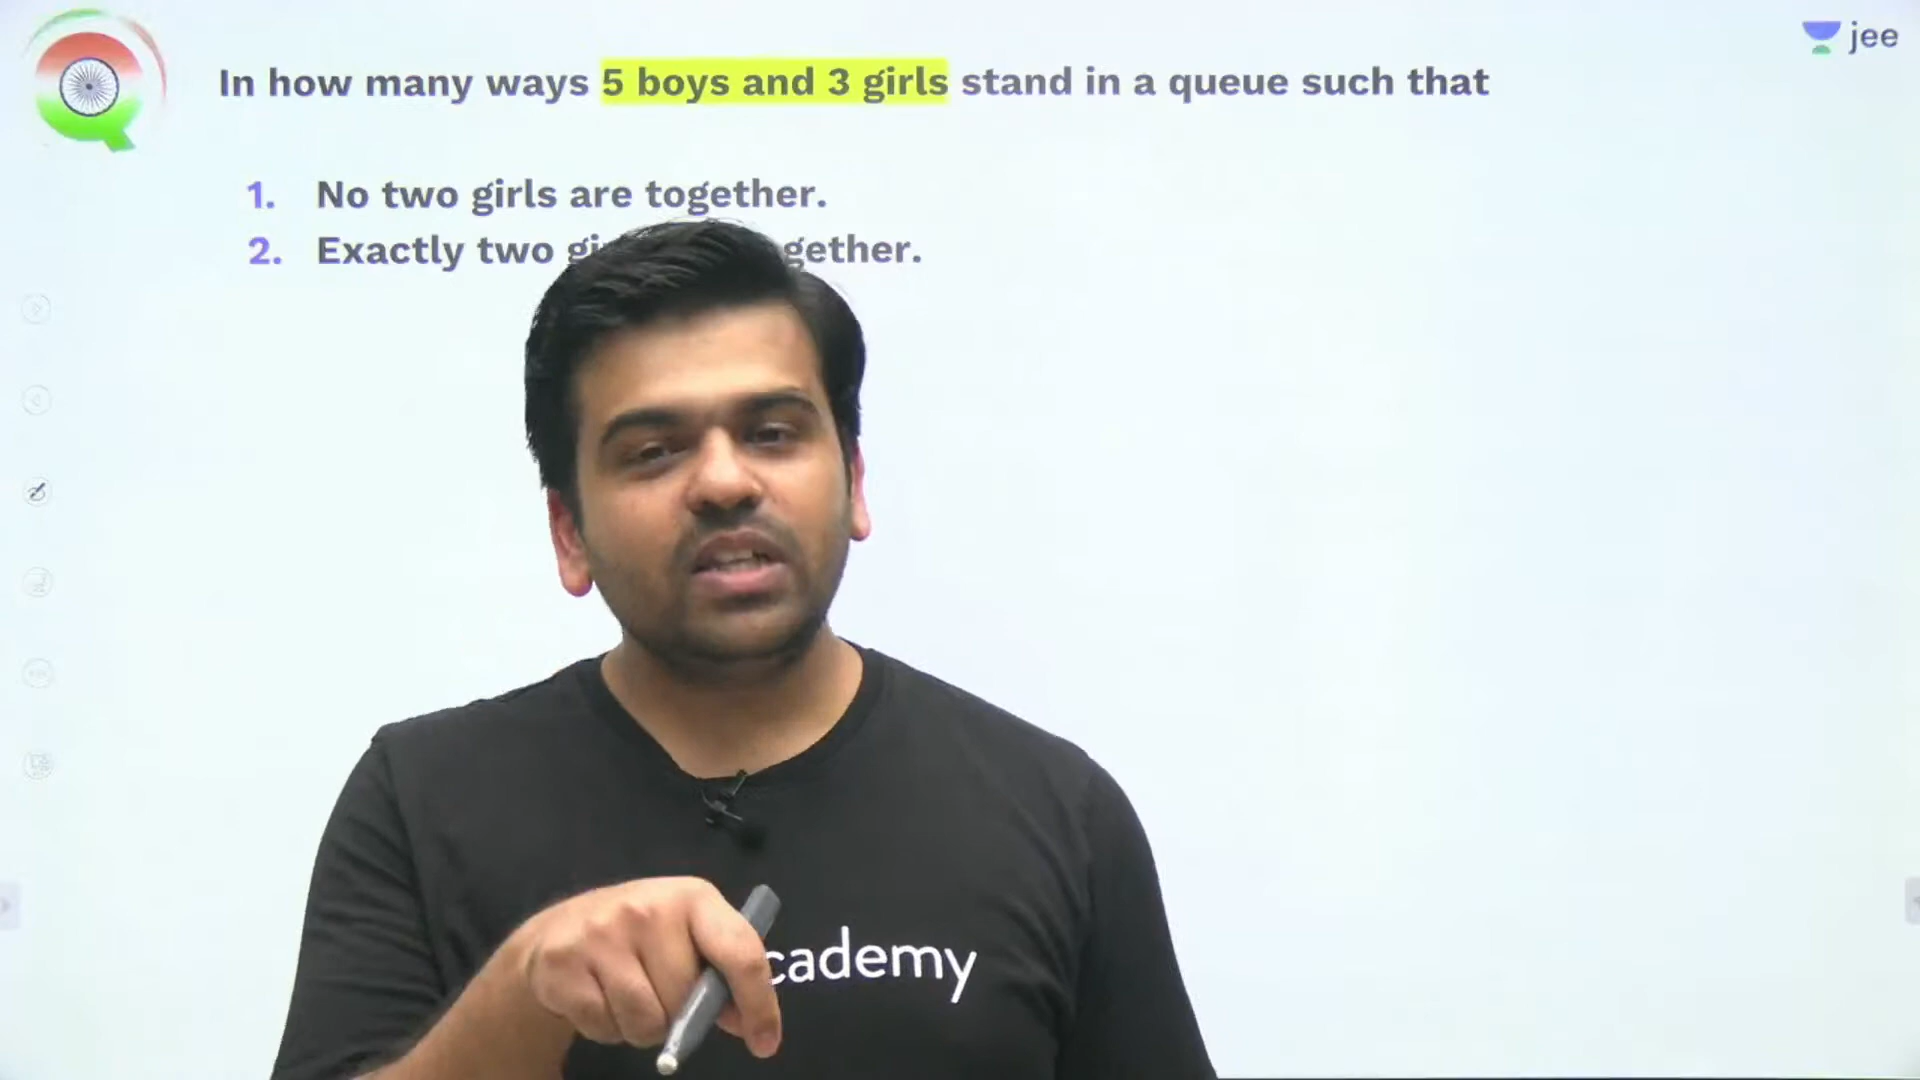 jee
In how many ways 5 boys and 3 girls stand in a queue such that
1. No two girls are together.
2. Exactly two gether.
cademy